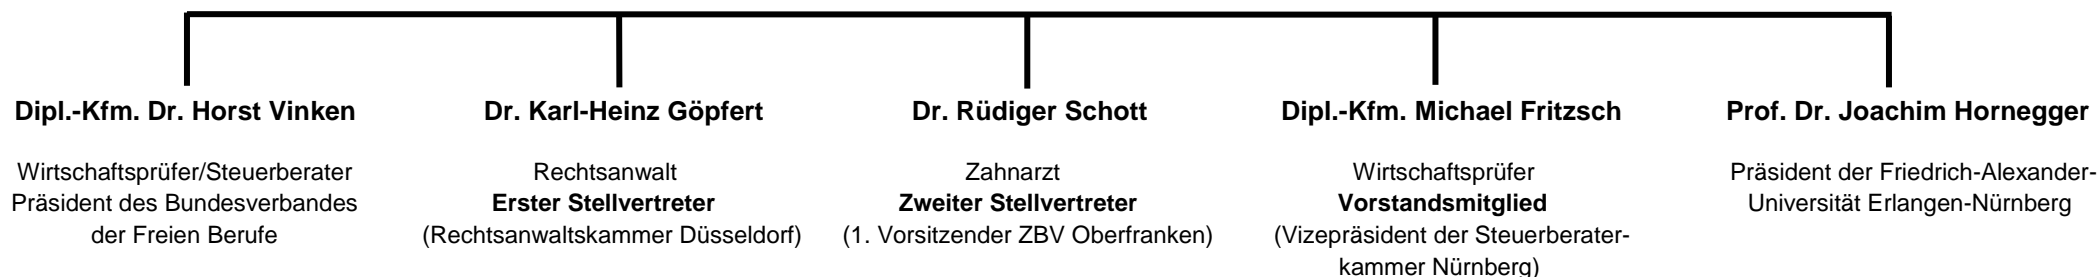 Dipl.-Kfm. Dr. Horst Vinken
Wirtschaftsprüfer/Steuerberater
Präsident des Bundesverbandes
der Freien Berufe
Dr. Karl-Heinz Göpfert
Rechtsanwalt
Erster Stellvertreter
(Rechtsanwaltskammer Düsseldorf)
Dr. Rüdiger Schott
Zahnarzt
Zweiter Stellvertreter
(1. Vorsitzender ZBV Oberfranken)
Dipl.-Kfm. Michael Fritzsch
Wirtschaftsprüfer
Vorstandsmitglied
(Vizepräsident der Steuerberater-
kammer Nürnberg)
Prof. Dr. Joachim Hornegger
Präsident der Friedrich-Alexander-
Universität Erlangen-Nürnberg